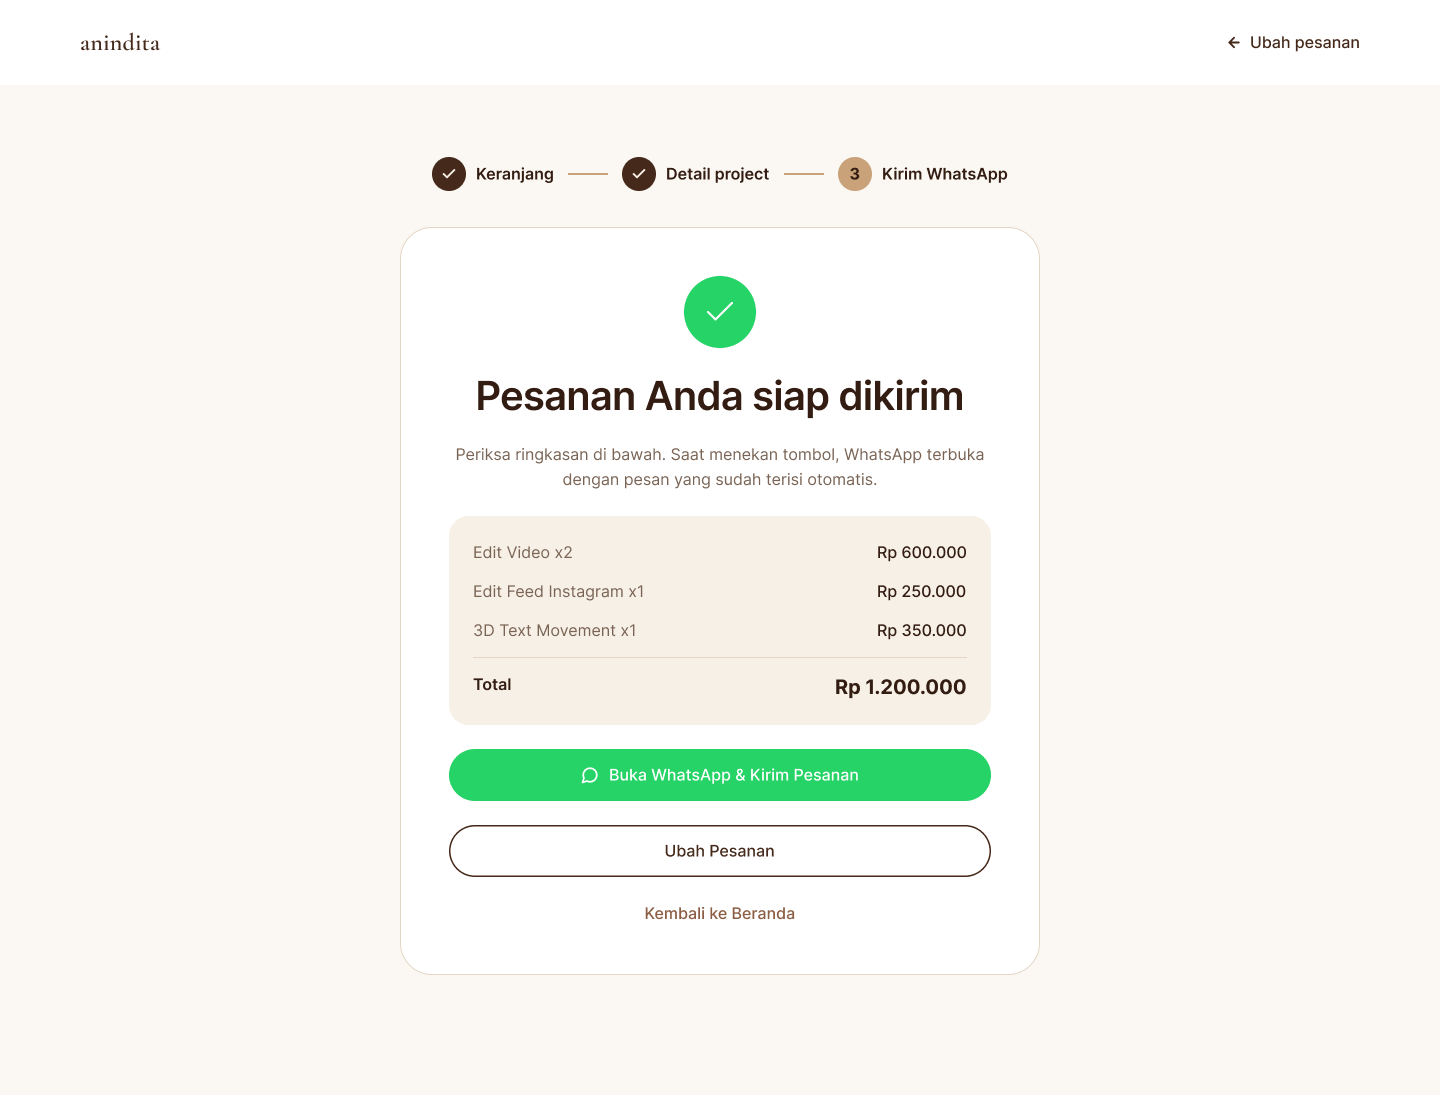 anindita
Ubah pesanan
Keranjang
Detail project
3 Kirim WhatsApp
Pesanan Anda siap dikirim
Periksa ringkasan di bawah. Saat menekan tombol, WhatsApp terbuka
dengan pesan yang sudah terisi otomatis.
Edit Video x2 Rp 600.000
Edit Feed Instagram x1 Rp 250.000
3D Text Movement x1 Rp 350.000
Total Rp 1.200.000
Buka WhatsApp & Kirim Pesanan
Ubah Pesanan
Kembali ke Beranda